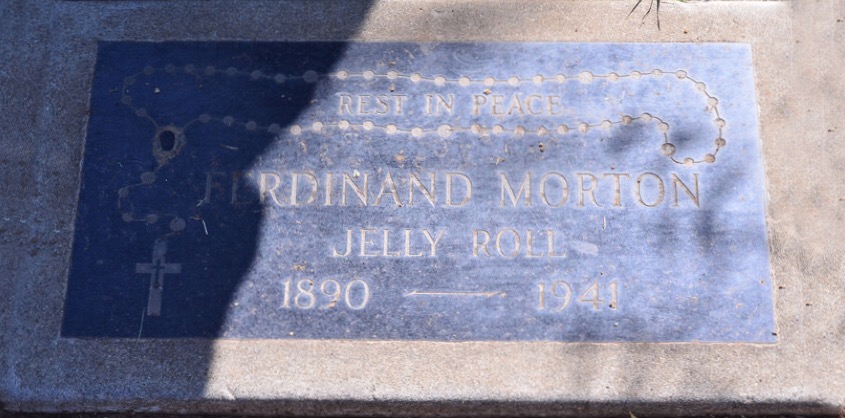 REST IN PEACE
FERDINAND MORTON
JELLY ROLL
1890 — 1941